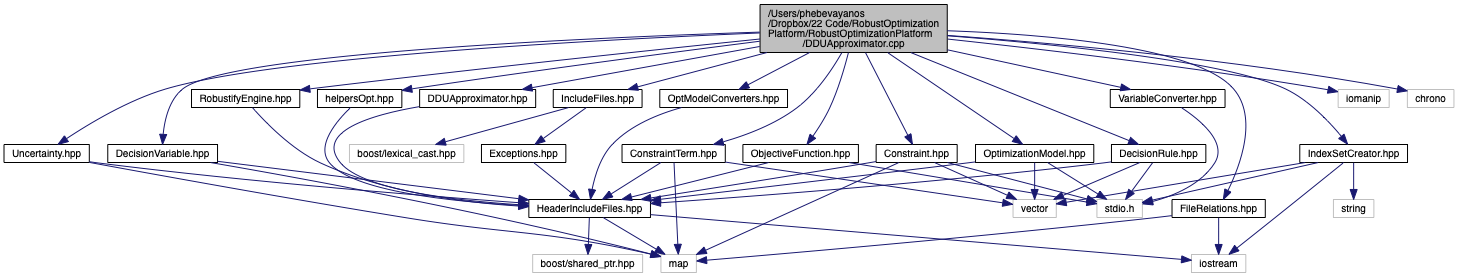 /Users/phebevayanos
/Dropbox/22 Code/RobustOptimization
Platform/RobustOptimizationPlatform
/DDUApproximator.cpp
RobustifyEngine.hpp
helpersOpt.hpp
DDUApproximator.hpp
IncludeFiles.hpp
OptModelConverters.hpp
VariableConverter.hpp
iomanip
chrono
Uncertainty.hpp
DecisionVariable.hpp
boost/lexical_cast.hpp
Exceptions.hpp
ConstraintTerm.hpp
ObjectiveFunction.hpp
Constraint.hpp
OptimizationModel.hpp
DecisionRule.hpp
IndexSetCreator.hpp
HeaderIncludeFiles.hpp
vector
stdio.h
FileRelations.hpp
string
boost/shared_ptr.hpp
map
iostream